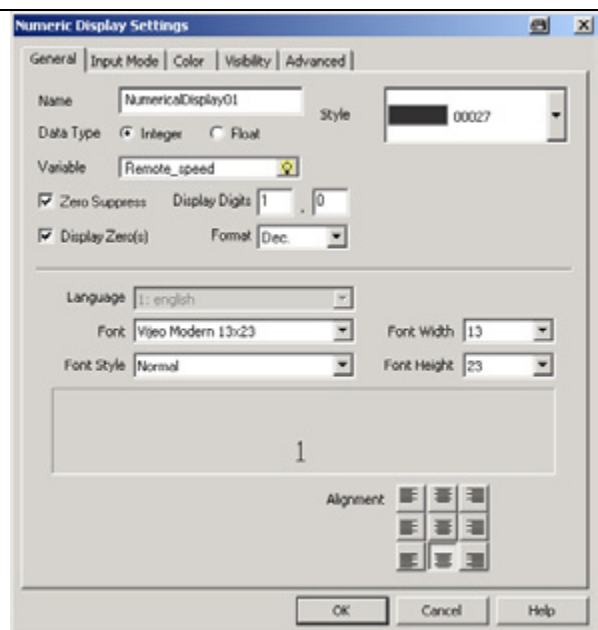 Numeric Display Settings
General Input Mode Color Visibility Advanced
Name NumericalDisplay01 Style 00027
Data Type Integer Float
Variable Remote_speed
Zero Suppress Display Digits 1 . 0
Display Zero(s) Format Dec.
Language 1: english
Font Vijeo Modern 13x23 Font Width 13
Font Style Normal Font Height 23
1
Alignment
OK Cancel Help